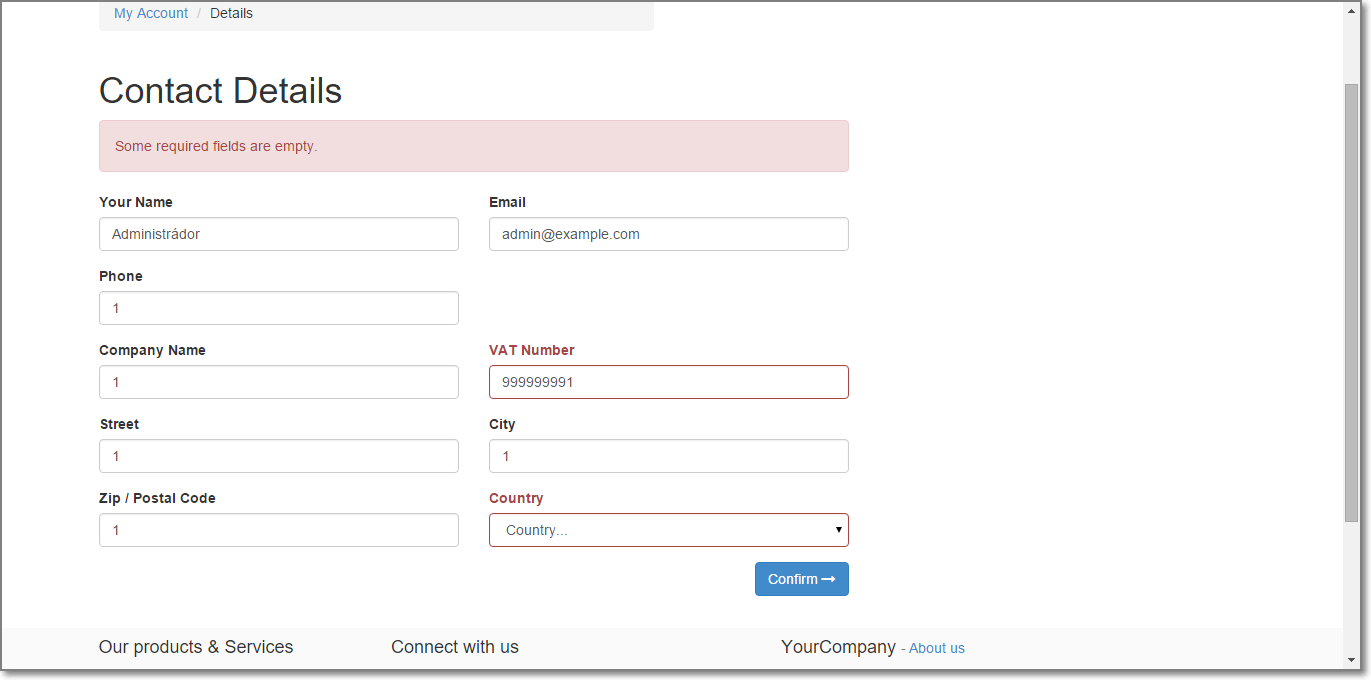 My Account / Details
Contact Details
Some required fields are empty.
Your Name Email
Administrádor admin@example.com
Phone
1
Company Name VAT Number
1 999999991
Street City
1 1
Zip / Postal Code Country
1 Country...
Confirm
Our products & Services Connect with us YourCompany - About us